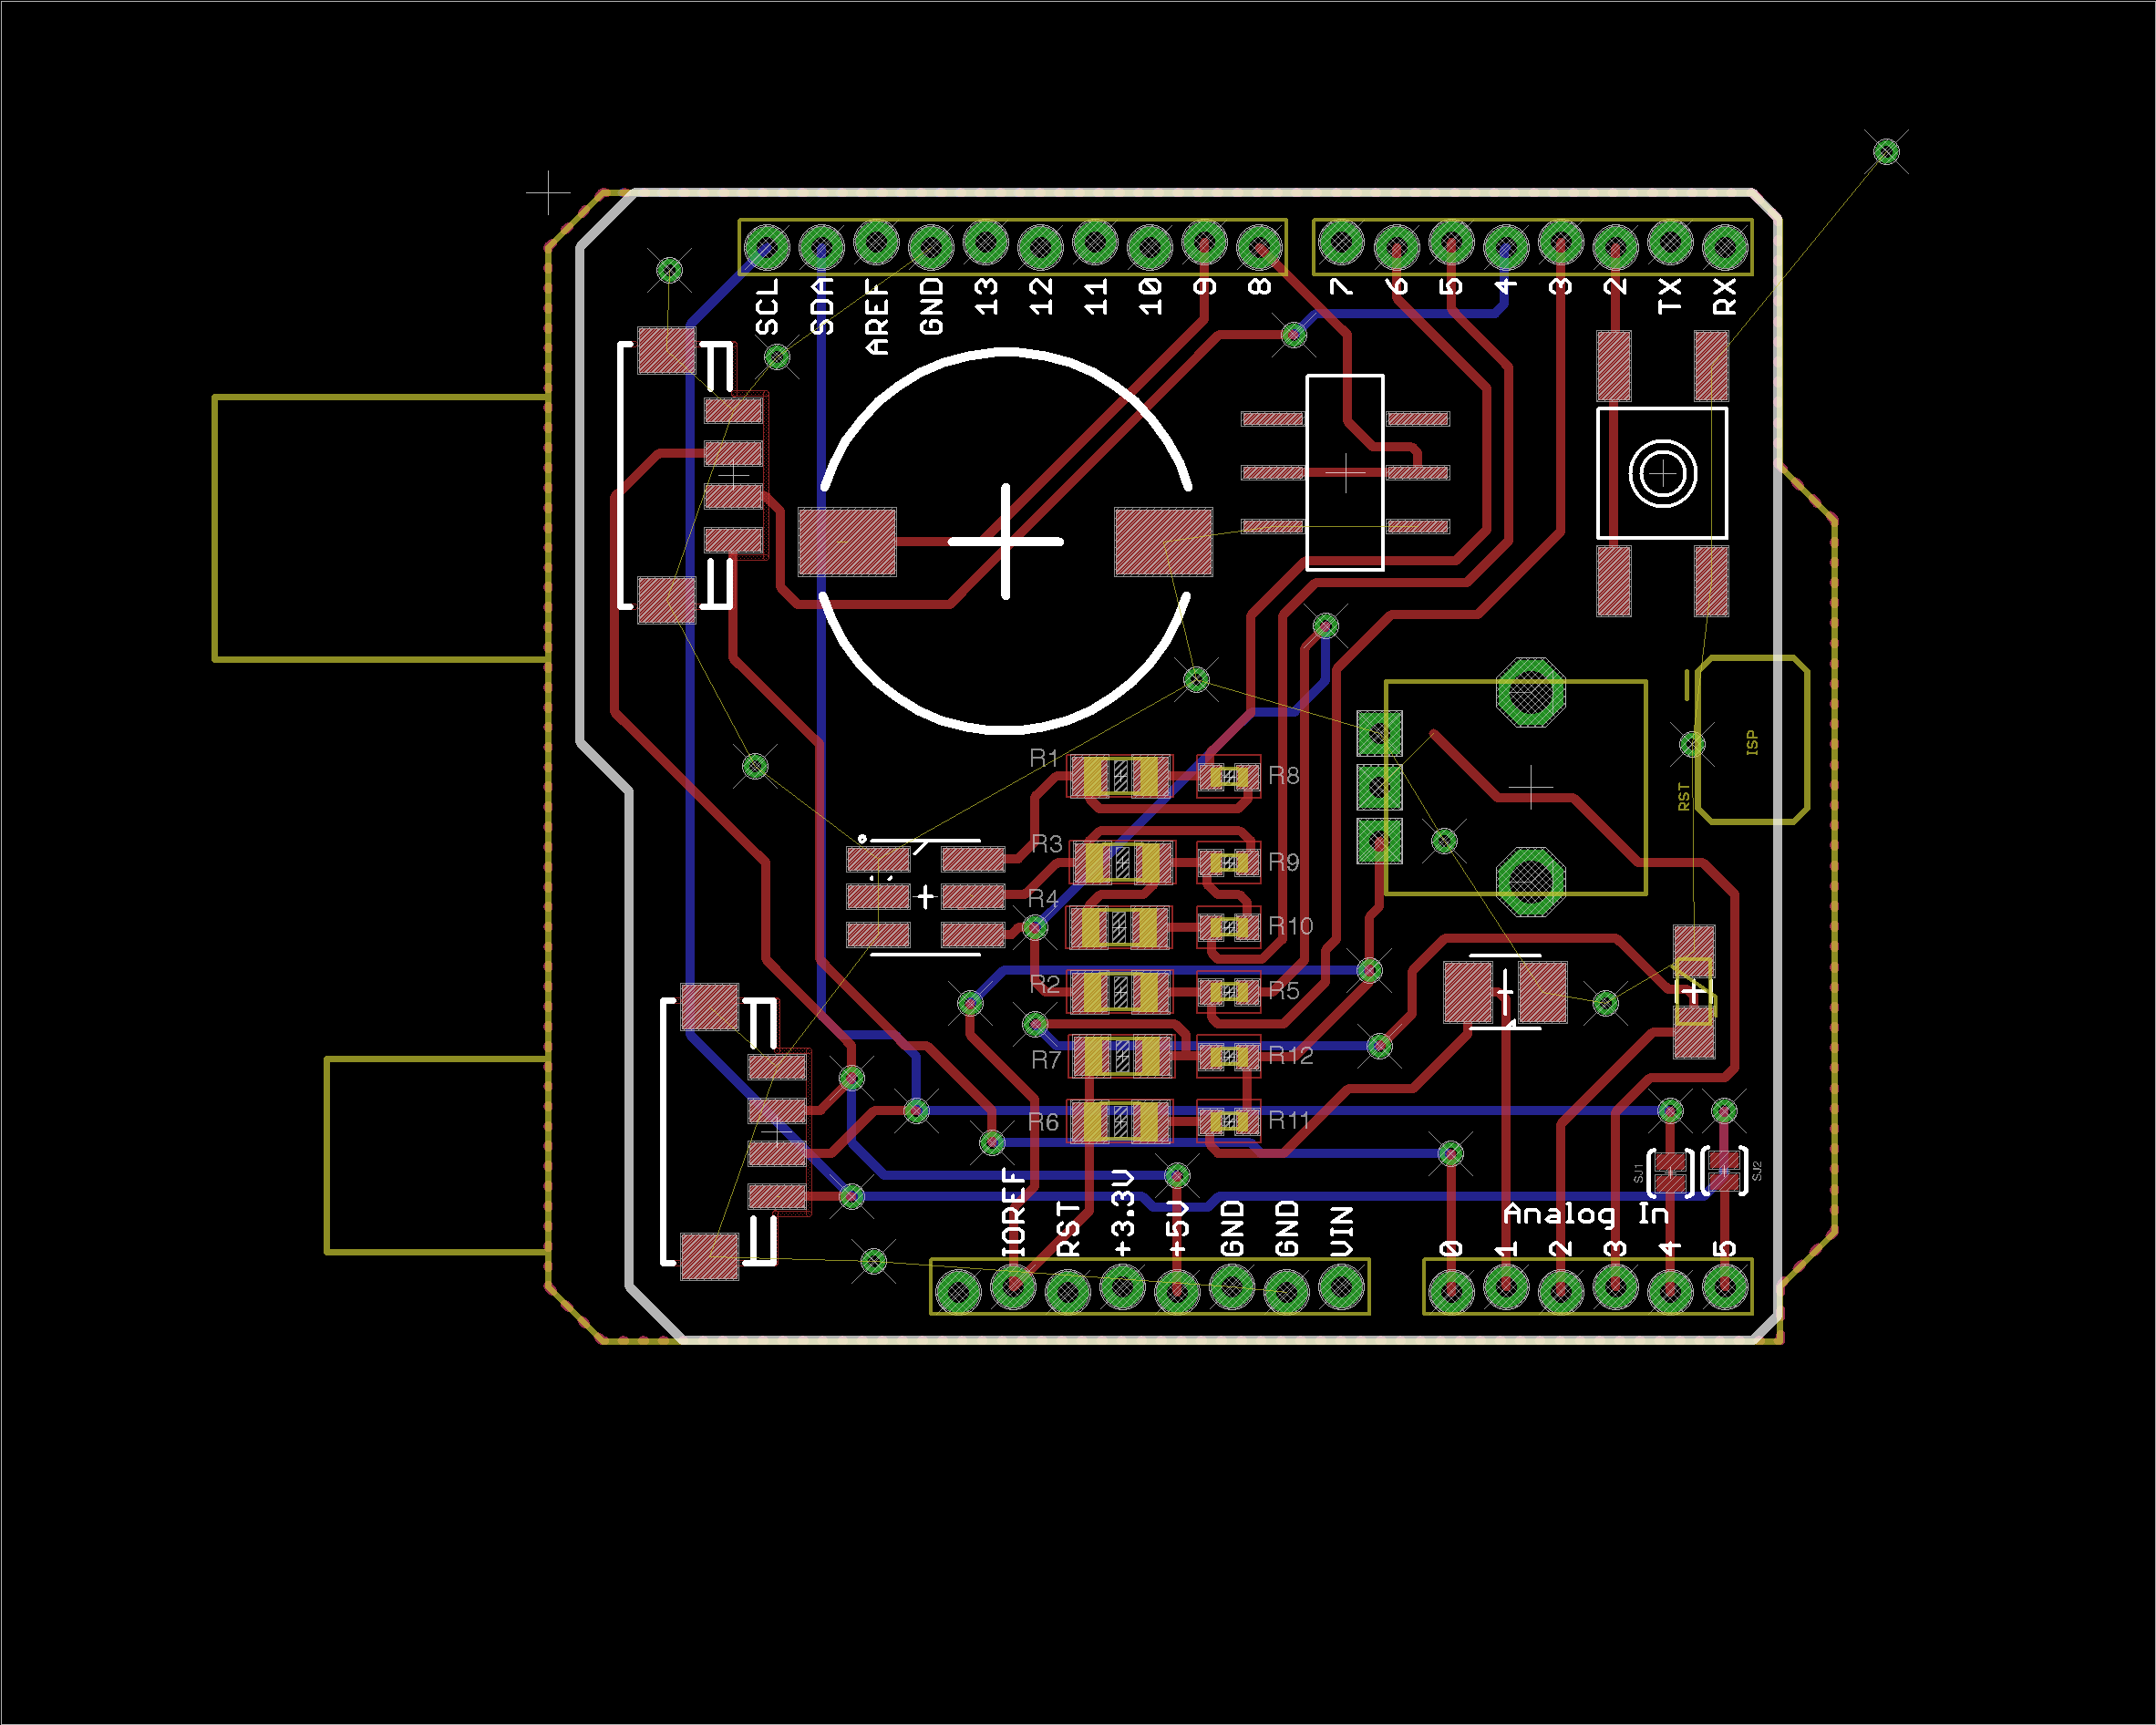 SCL
SDA
AREF
GND
13
12
11
10
9
8
7
6
5
4
3
2
TX
RX
R1
R8
ISP
RST
R3
R9
R4
R10
R2
R5
R7
R12
R6
R11
SJ1
SJ2
IOREF
RST
+3.3V
+5V
GND
GND
VIN
Analog In
0
1
2
3
4
5